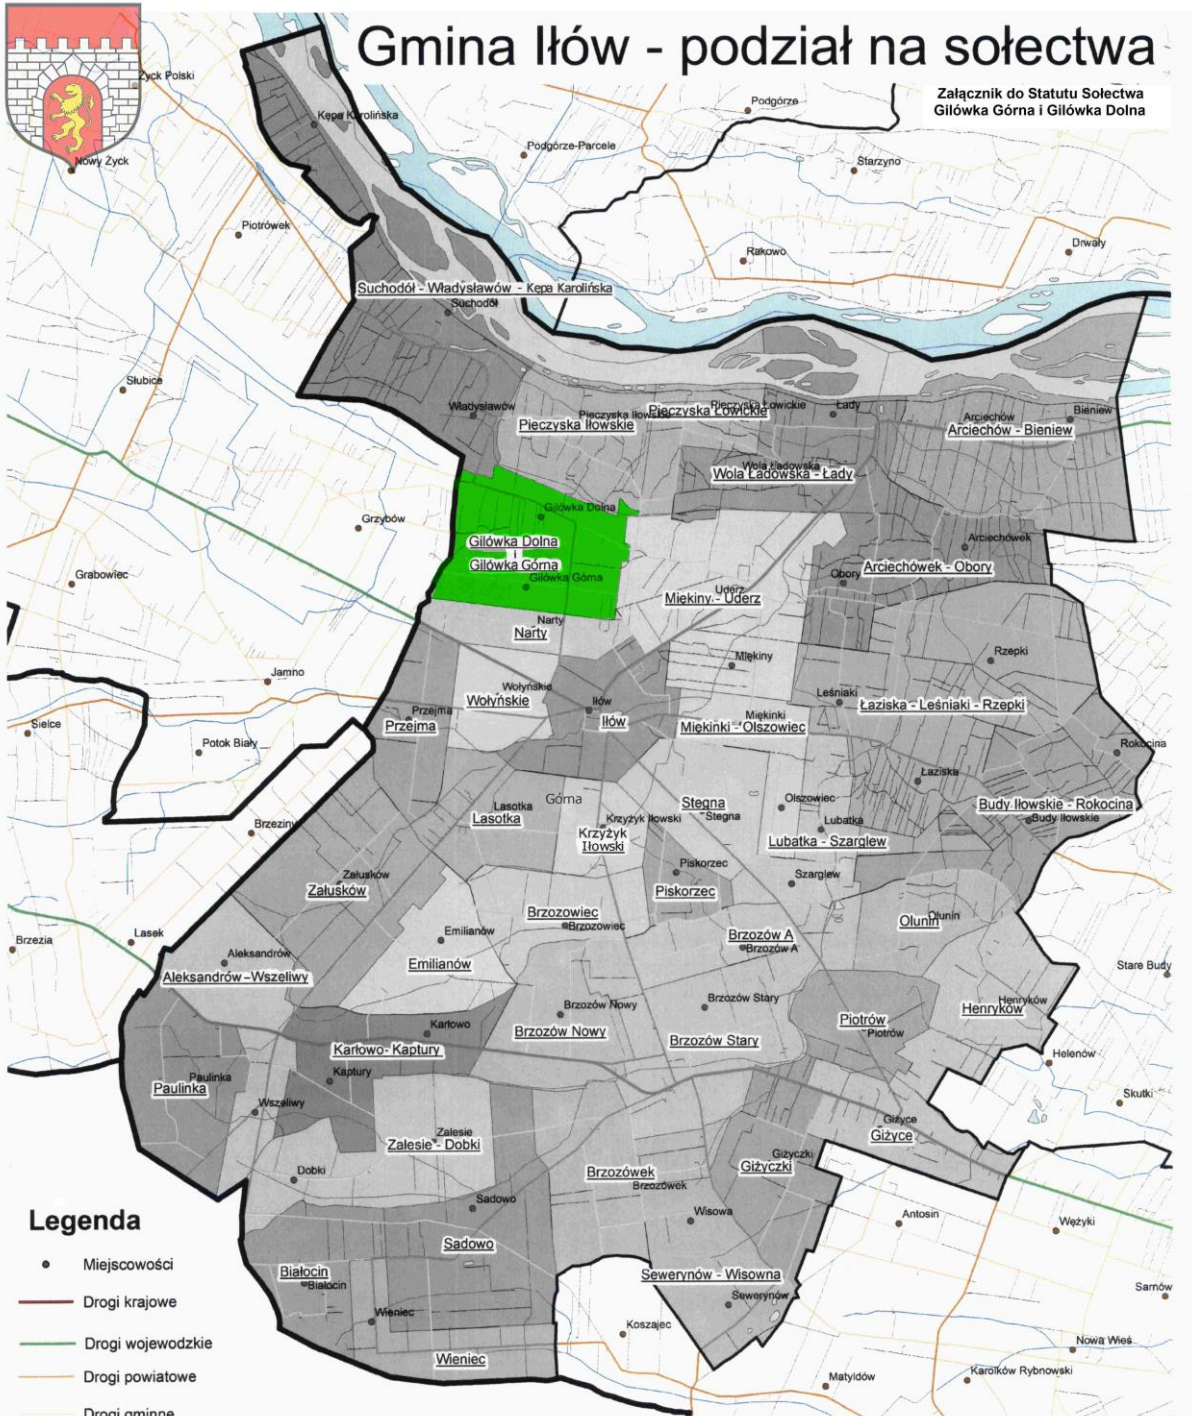 Gmina Iłów - podział na sołectwa
Załącznik do Statutu Sołectwa
Gilówka Górna i Gilówka Dolna
Życk Polski
Nowy Życk
Kępa Karolińska
Podgórze
Podgórze-Parcele
Starzyno
Piotrówek
Rakowo
Drwały
Suchodół - Władysławów - Kępa Karolińska
Suchodół
Słubice
Władysławów
Pieczyska Iłowskie
Pieczyska Iłowskie
Pieczyska Łowickie
Pieczyska Łowickie
Łady
Arciechów
Bieniew
Arciechów - Bieniew
Wola Ładowska
Wola Ładowska - Łady
Grzybów
Gilówka Dolna
Gilówka Dolna
i
Gilówka Górna
Gilówka Górna
Arciechówek
Arciechówek - Obory
Obory
Grabowiec
Uderz
Miękiny - Uderz
Narty
Narty
Miękiny
Rzepki
Jamno
Wołyńskie
Wołyńskie
Iłów
Iłów
Leśniaki
Łaziska - Leśniaki - Rzepki
Przejma
Przejma
Miękinki
Miękinki - Olszowiec
Sielce
Potok Biały
Rokocina
Łaziska
Górna
Lasotka
Lasotka
Stegna
Stegna
Olszowiec
Budy Iłowskie - Rokocina
Budy Iłowskie
Brzeziny
Krzyżyk Iłowski
Krzyżyk
Iłowski
Lubatka
Lubatka - Szarglew
Załusków
Załusków
Piskorzec
Piskorzec
Szarglew
Brzozowiec
Brzozowiec
Olunin
Olunin
Brzezia
Lasek
Emilianów
Emilianów
Brzozów A
Brzozów A
Aleksandrów
Aleksandrów -Wszeliwy
Stare Budy
Brzozów Nowy
Brzozów Nowy
Brzozów Stary
Brzozów Stary
Piotrów
Piotrów
Henryków
Henryków
Karłowo
Karłowo- Kaptury
Kaptury
Helenów
Paulinka
Paulinka
Skutki
Wszeliwy
Zalesie
Zalesie - Dobki
Giżyce
Giżyce
Dobki
Brzozówek
Brzozówek
Giżyczki
Giżyczki
Sadowo
Sadowo
Wisowa
Antosin
Wężyki
Białocin
Białocin
Sewerynów - Wisowna
Sewerynów
Sarnów
Wieniec
Wieniec
Koszajec
Nowa Wieś
Matyldów
Karolków Rybnowski
Legenda
Miejscowości
Drogi krajowe
Drogi wojewodzkie
Drogi powiatowe
Drogi gminne